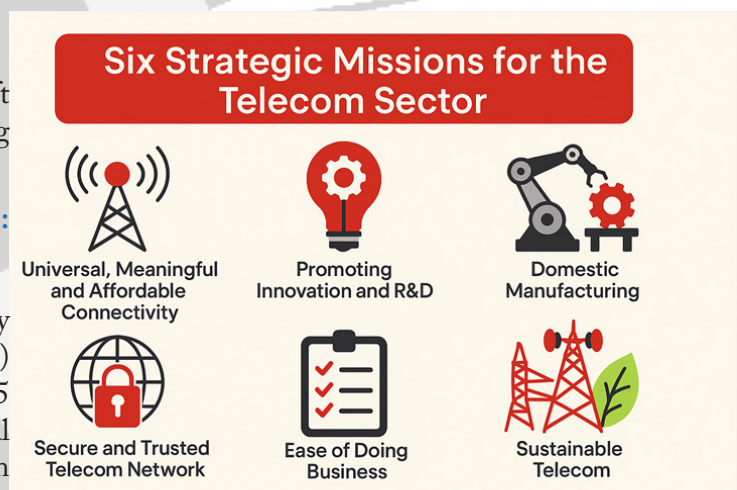 Six Strategic Missions for the
Telecom Sector
Universal, Meaningful
and Affordable
Connectivity
Promoting
Innovation and R&D
Domestic
Manufacturing
Secure and Trusted
Telecom Network
Ease of Doing
Business
Sustainable
Telecom